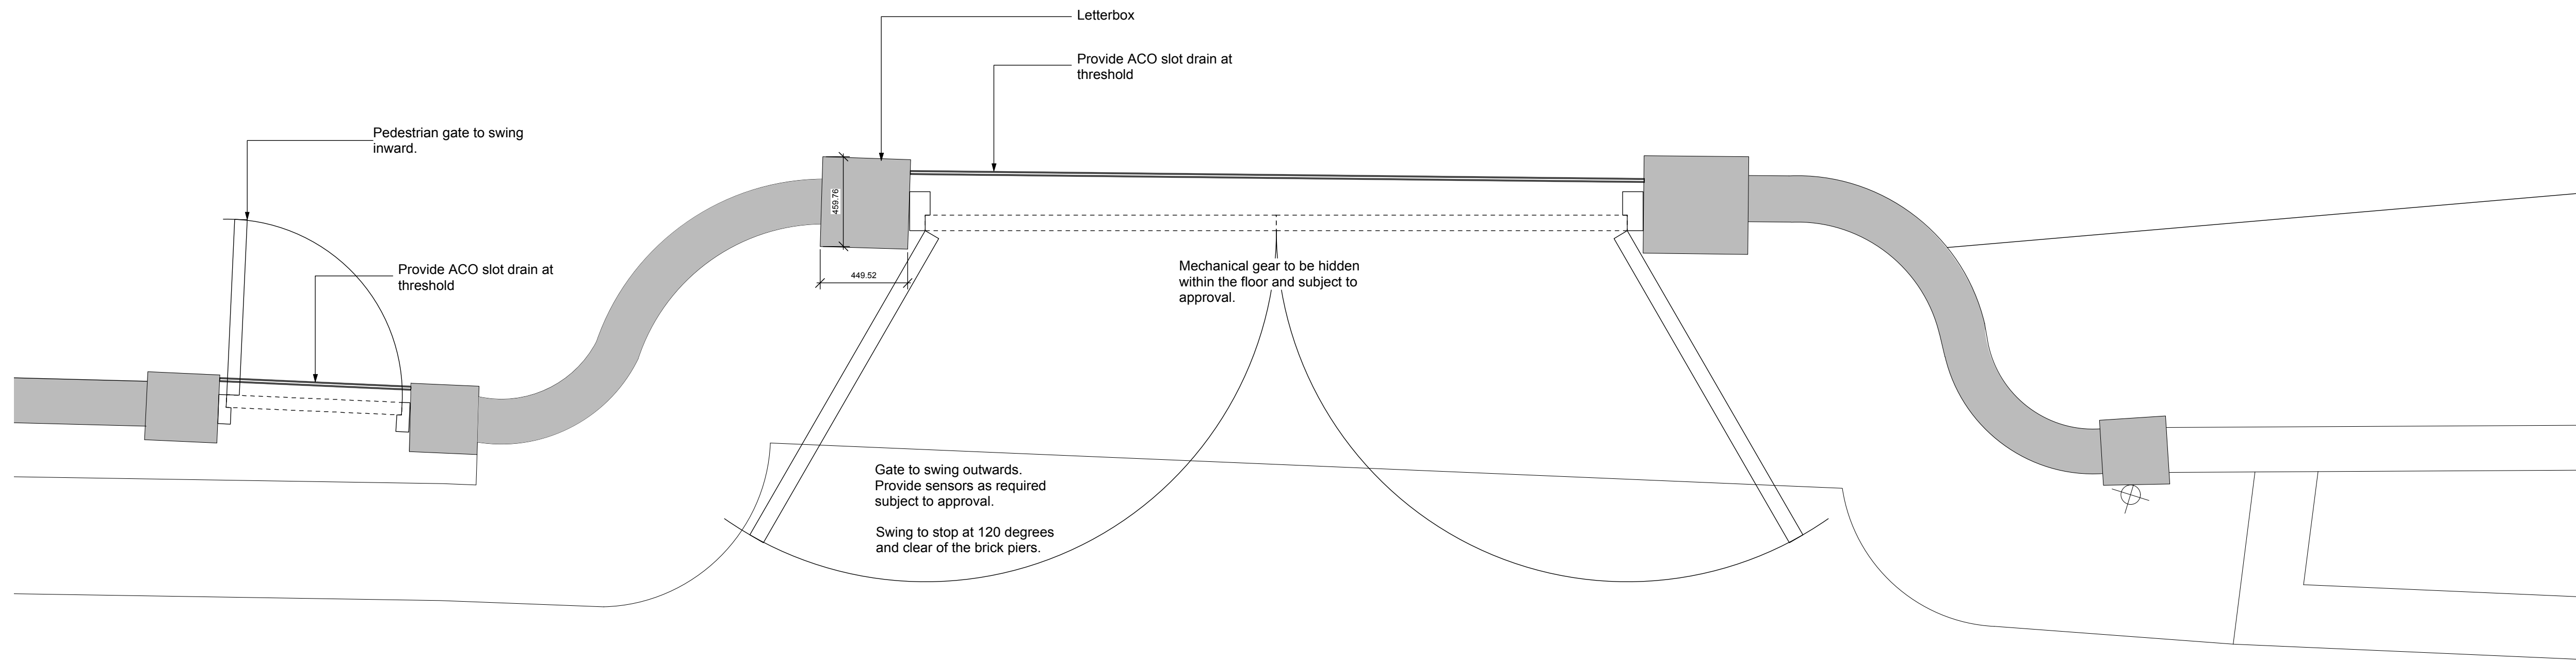 Letterbox
Provide ACO slot drain at
threshold
Pedestrian gate to swing
inward.
459.76
Provide ACO slot drain at
threshold
449.52
Mechanical gear to be hidden
within the floor and subject to
approval.
Gate to swing outwards.
Provide sensors as required
subject to approval.
Swing to stop at 120 degrees
and clear of the brick piers.